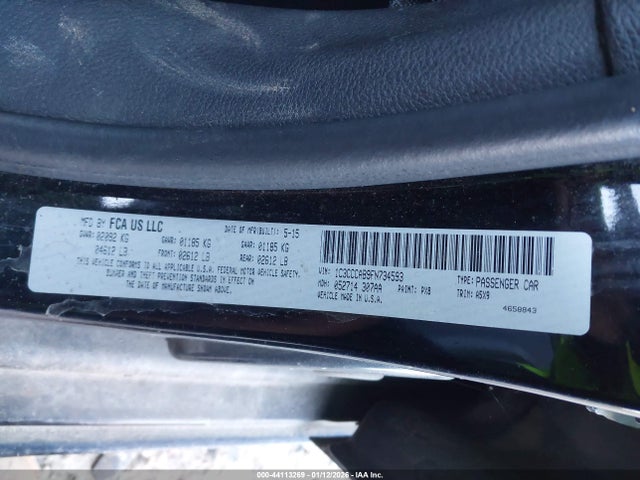 MFD BY FCA US LLC
DATE OF MFR(BUILT): 5-15
GVWR: 02092 KG
04612 LB
GAWR: 01185 KG
FRONT: 02612 LB
GAWR: 01185 KG
REAR: 02612 LB
THIS VEHICLE CONFORMS TO ALL APPLICABLE U.S.A. FEDERAL MOTOR VEHICLE SAFETY,
BUMPER AND THEFT PREVENTION STANDARDS IN EFFECT ON
THE DATE OF MANUFACTURE SHOWN ABOVE
VIN: 1C3CCCAB9FN734593
TYPE: PASSENGER CAR
MDH: 052714 307AA
PAINT: PX8
TRIM: A5X9
VEHICLE MADE IN U.S.A.
4658843
000-44113269 - 01/12/2026 - IAA Inc.